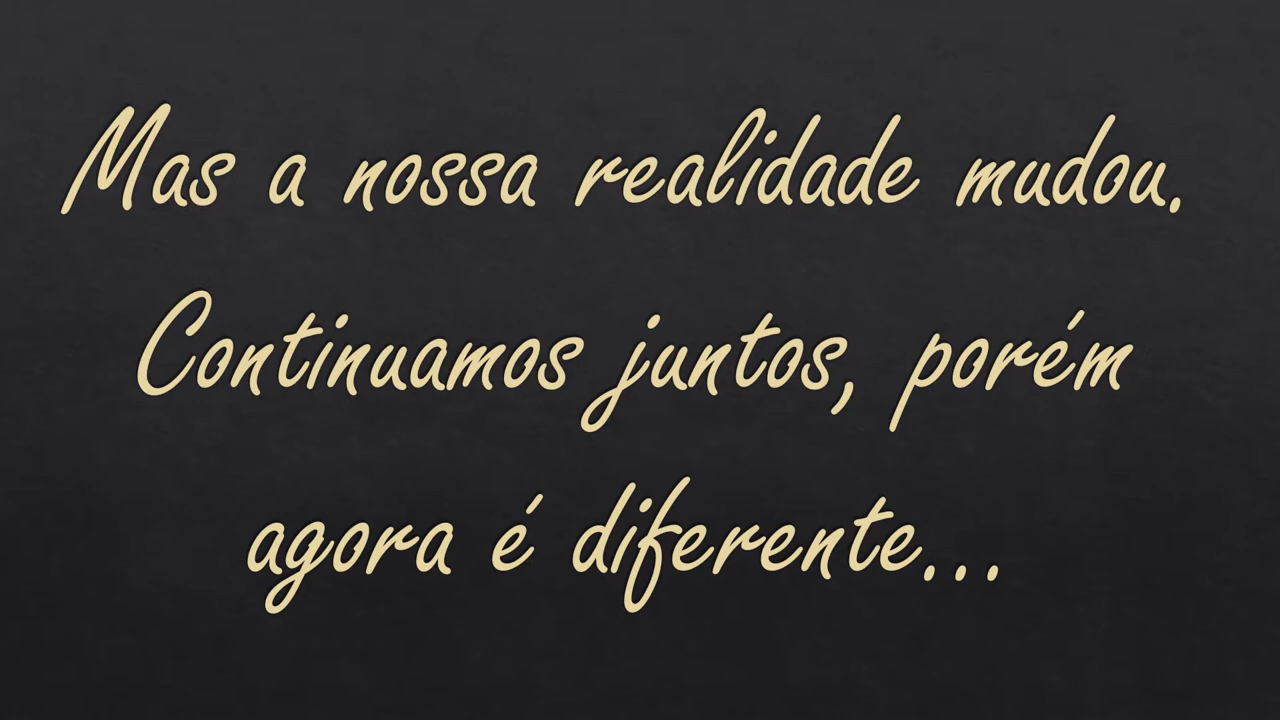 Mas a nossa realidade mudou.
Continuamos juntos, porém
agora é diferente...